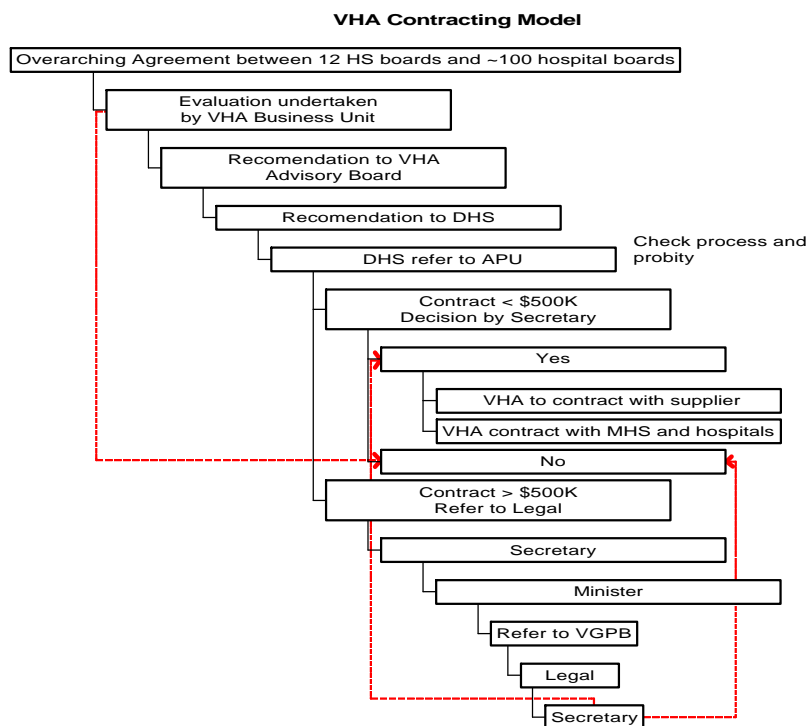 VHA Contracting Model
Overarching Agreement between 12 HS boards and ~100 hospital boards
Evaluation undertaken
by VHA Business Unit
Recomendation to VHA
Advisory Board
Recomendation to DHS
DHS refer to APU
Check process and
probity
Contract < $500K
Decision by Secretary
Yes
VHA to contract with supplier
VHA contract with MHS and hospitals
No
Contract > $500K
Refer to Legal
Secretary
Minister
Refer to VGPB
Legal
Secretary